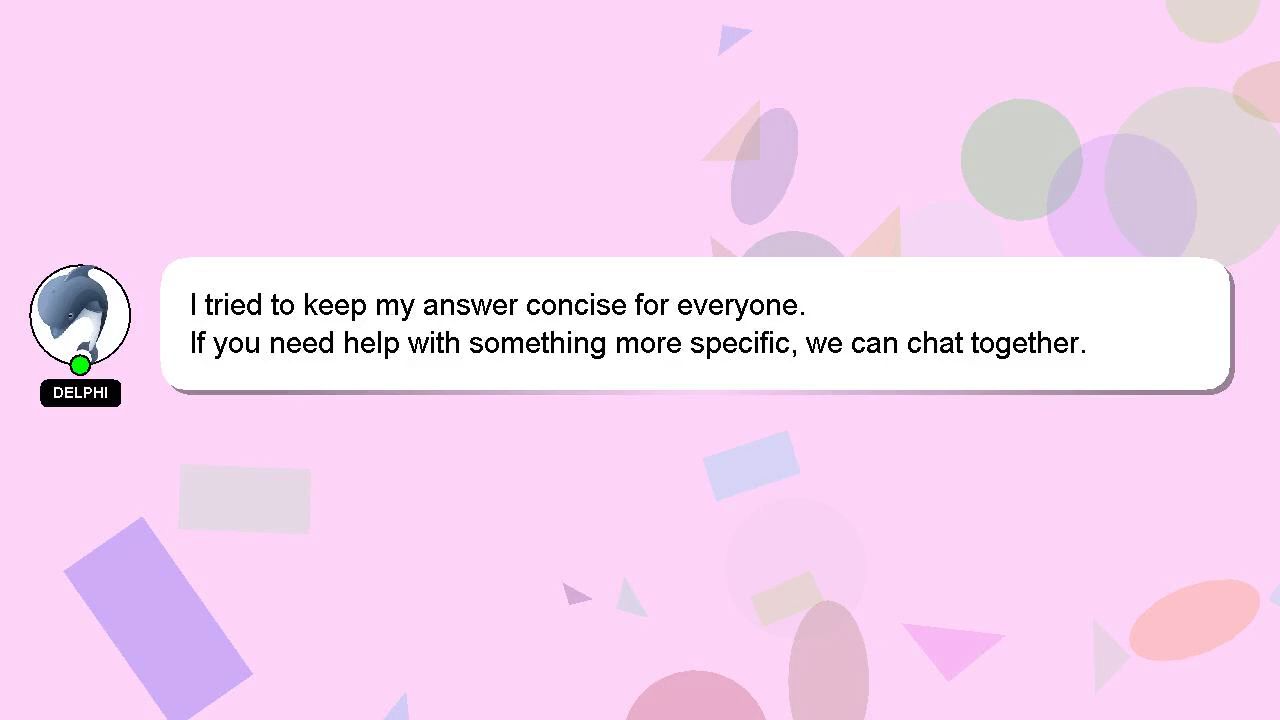 I tried to keep my answer concise for everyone.
If you need help with something more specific, we can chat together.
DELPHI